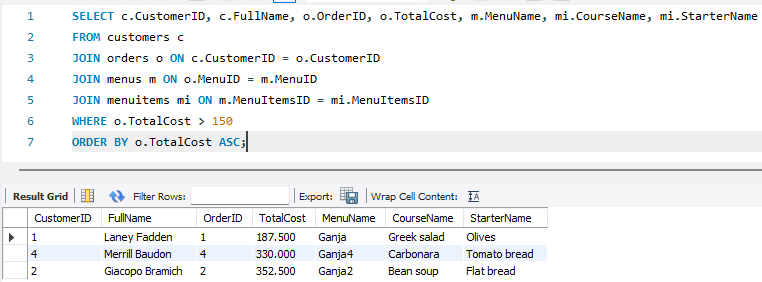 1 SELECT c.CustomerID, c.FullName, o.OrderID, o.TotalCost, m.MenuName, mi.CourseName, mi.StarterName
2 FROM customers c
3 JOIN orders o ON c.CustomerID = o.CustomerID
4 JOIN menus m ON o.MenuID = m.MenuID
5 JOIN menuitems mi ON m.MenuItemsID = mi.MenuItemsID
6 WHERE o.TotalCost > 150
7 ORDER BY o.TotalCost ASC;
Result Grid Filter Rows: Export: Wrap Cell Content:
CustomerID FullName OrderID TotalCost MenuName CourseName StarterName
1 Laney Fadden 1 187.500 Ganja Greek salad Olives
4 Merrill Baudon 4 330.000 Ganja4 Carbonara Tomato bread
2 Giacopo Bramich 2 352.500 Ganja2 Bean soup Flat bread